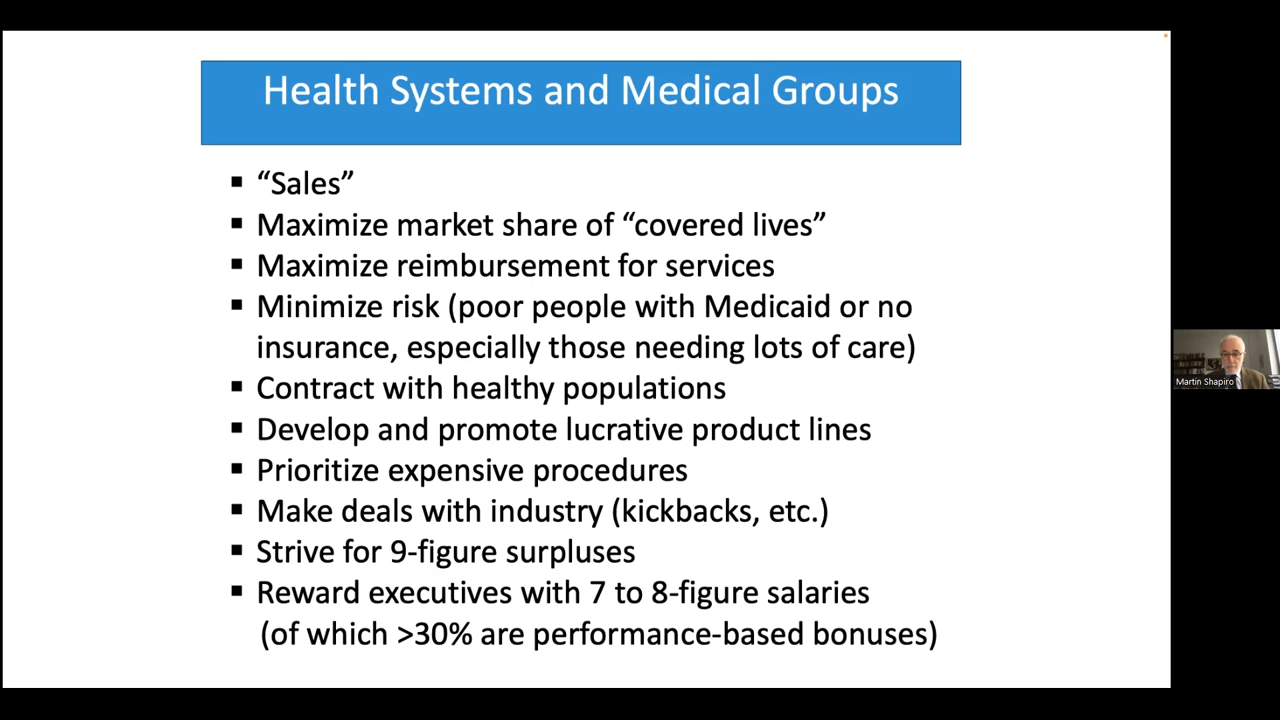 Health Systems and Medical Groups
▪ “Sales”
▪ Maximize market share of “covered lives”
▪ Maximize reimbursement for services
▪ Minimize risk (poor people with Medicaid or no
insurance, especially those needing lots of care)
▪ Contract with healthy populations
▪ Develop and promote lucrative product lines
▪ Prioritize expensive procedures
▪ Make deals with industry (kickbacks, etc.)
▪ Strive for 9-figure surpluses
▪ Reward executives with 7 to 8-figure salaries
(of which >30% are performance-based bonuses)
Martin Shapiro